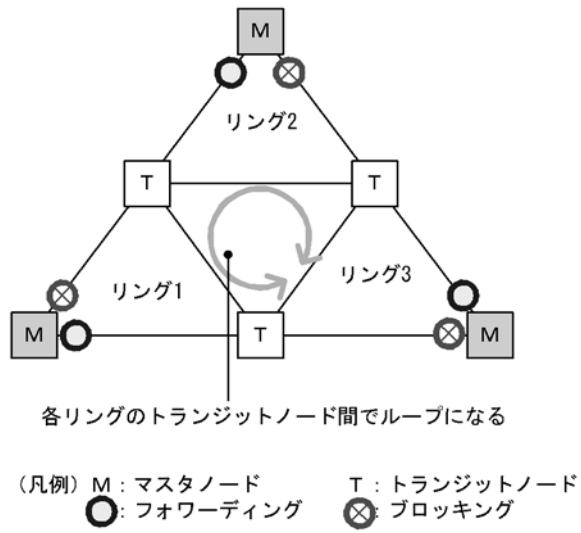 M
リング2
T
T
リング1
リング3
M
T
M
各リングのトランジットノード間でループになる
（凡例）M：マスタノード T：トランジットノード
：フォワーディング ：ブロッキング